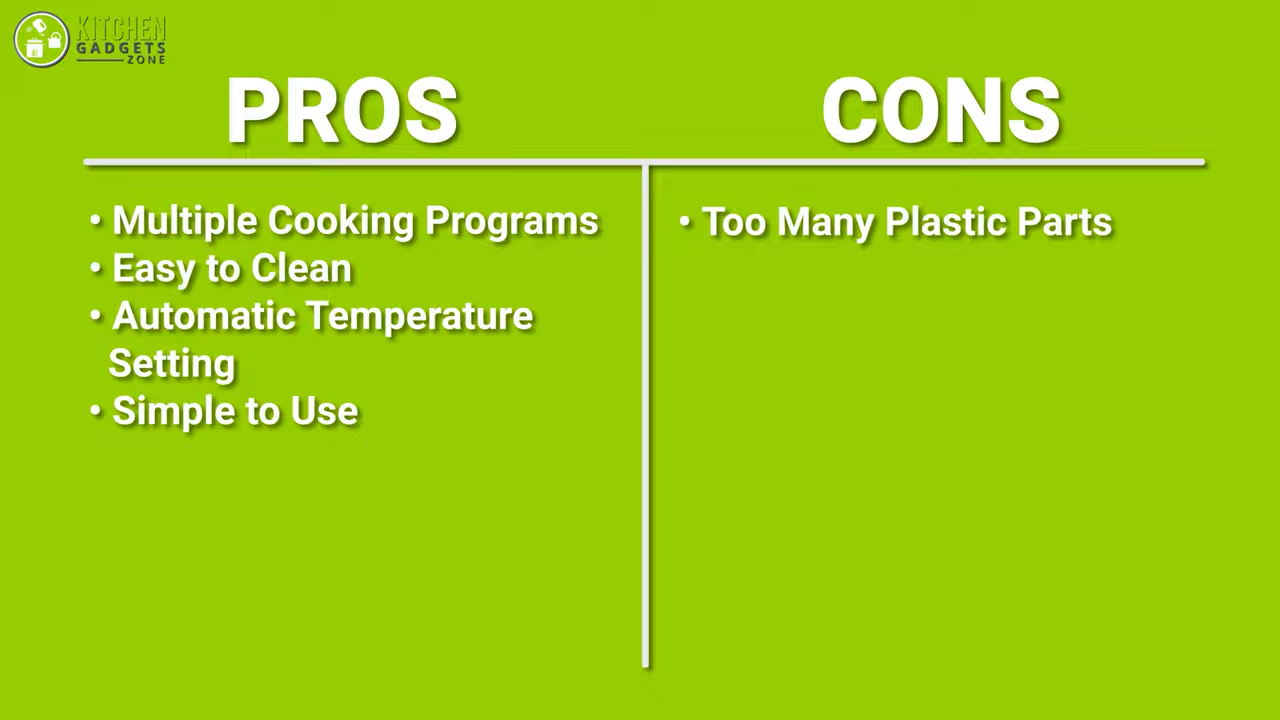 KITCHEN
GADGETS
ZONE
PROS
CONS
• Multiple Cooking Programs
• Easy to Clean
• Automatic Temperature
Setting
• Simple to Use
• Too Many Plastic Parts